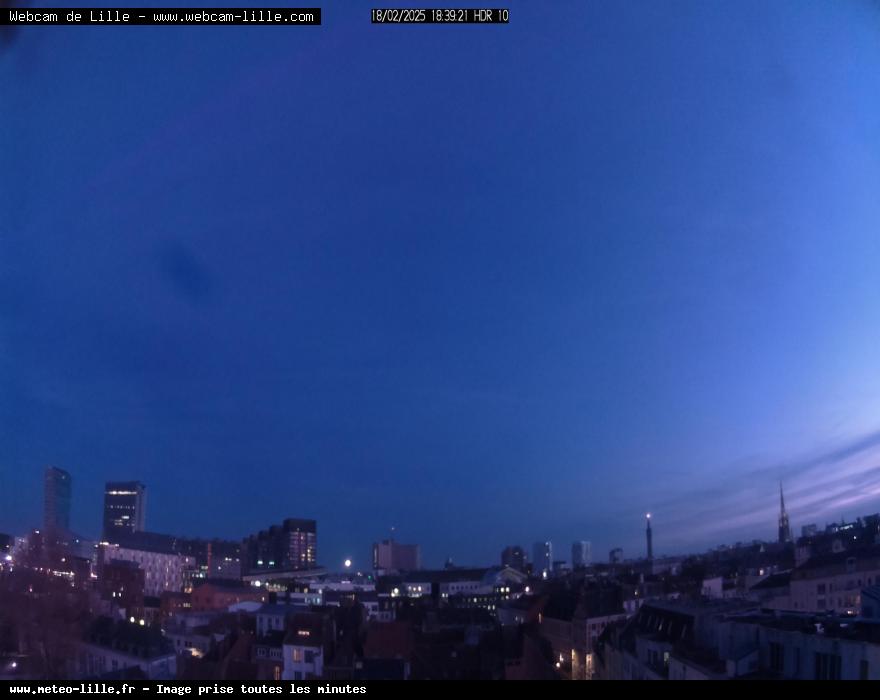 Webcam de Lille - www.webcam-lille.com
18/02/2025 18:39:21 HDR 10
www.meteo-lille.fr - Image prise toutes les minutes